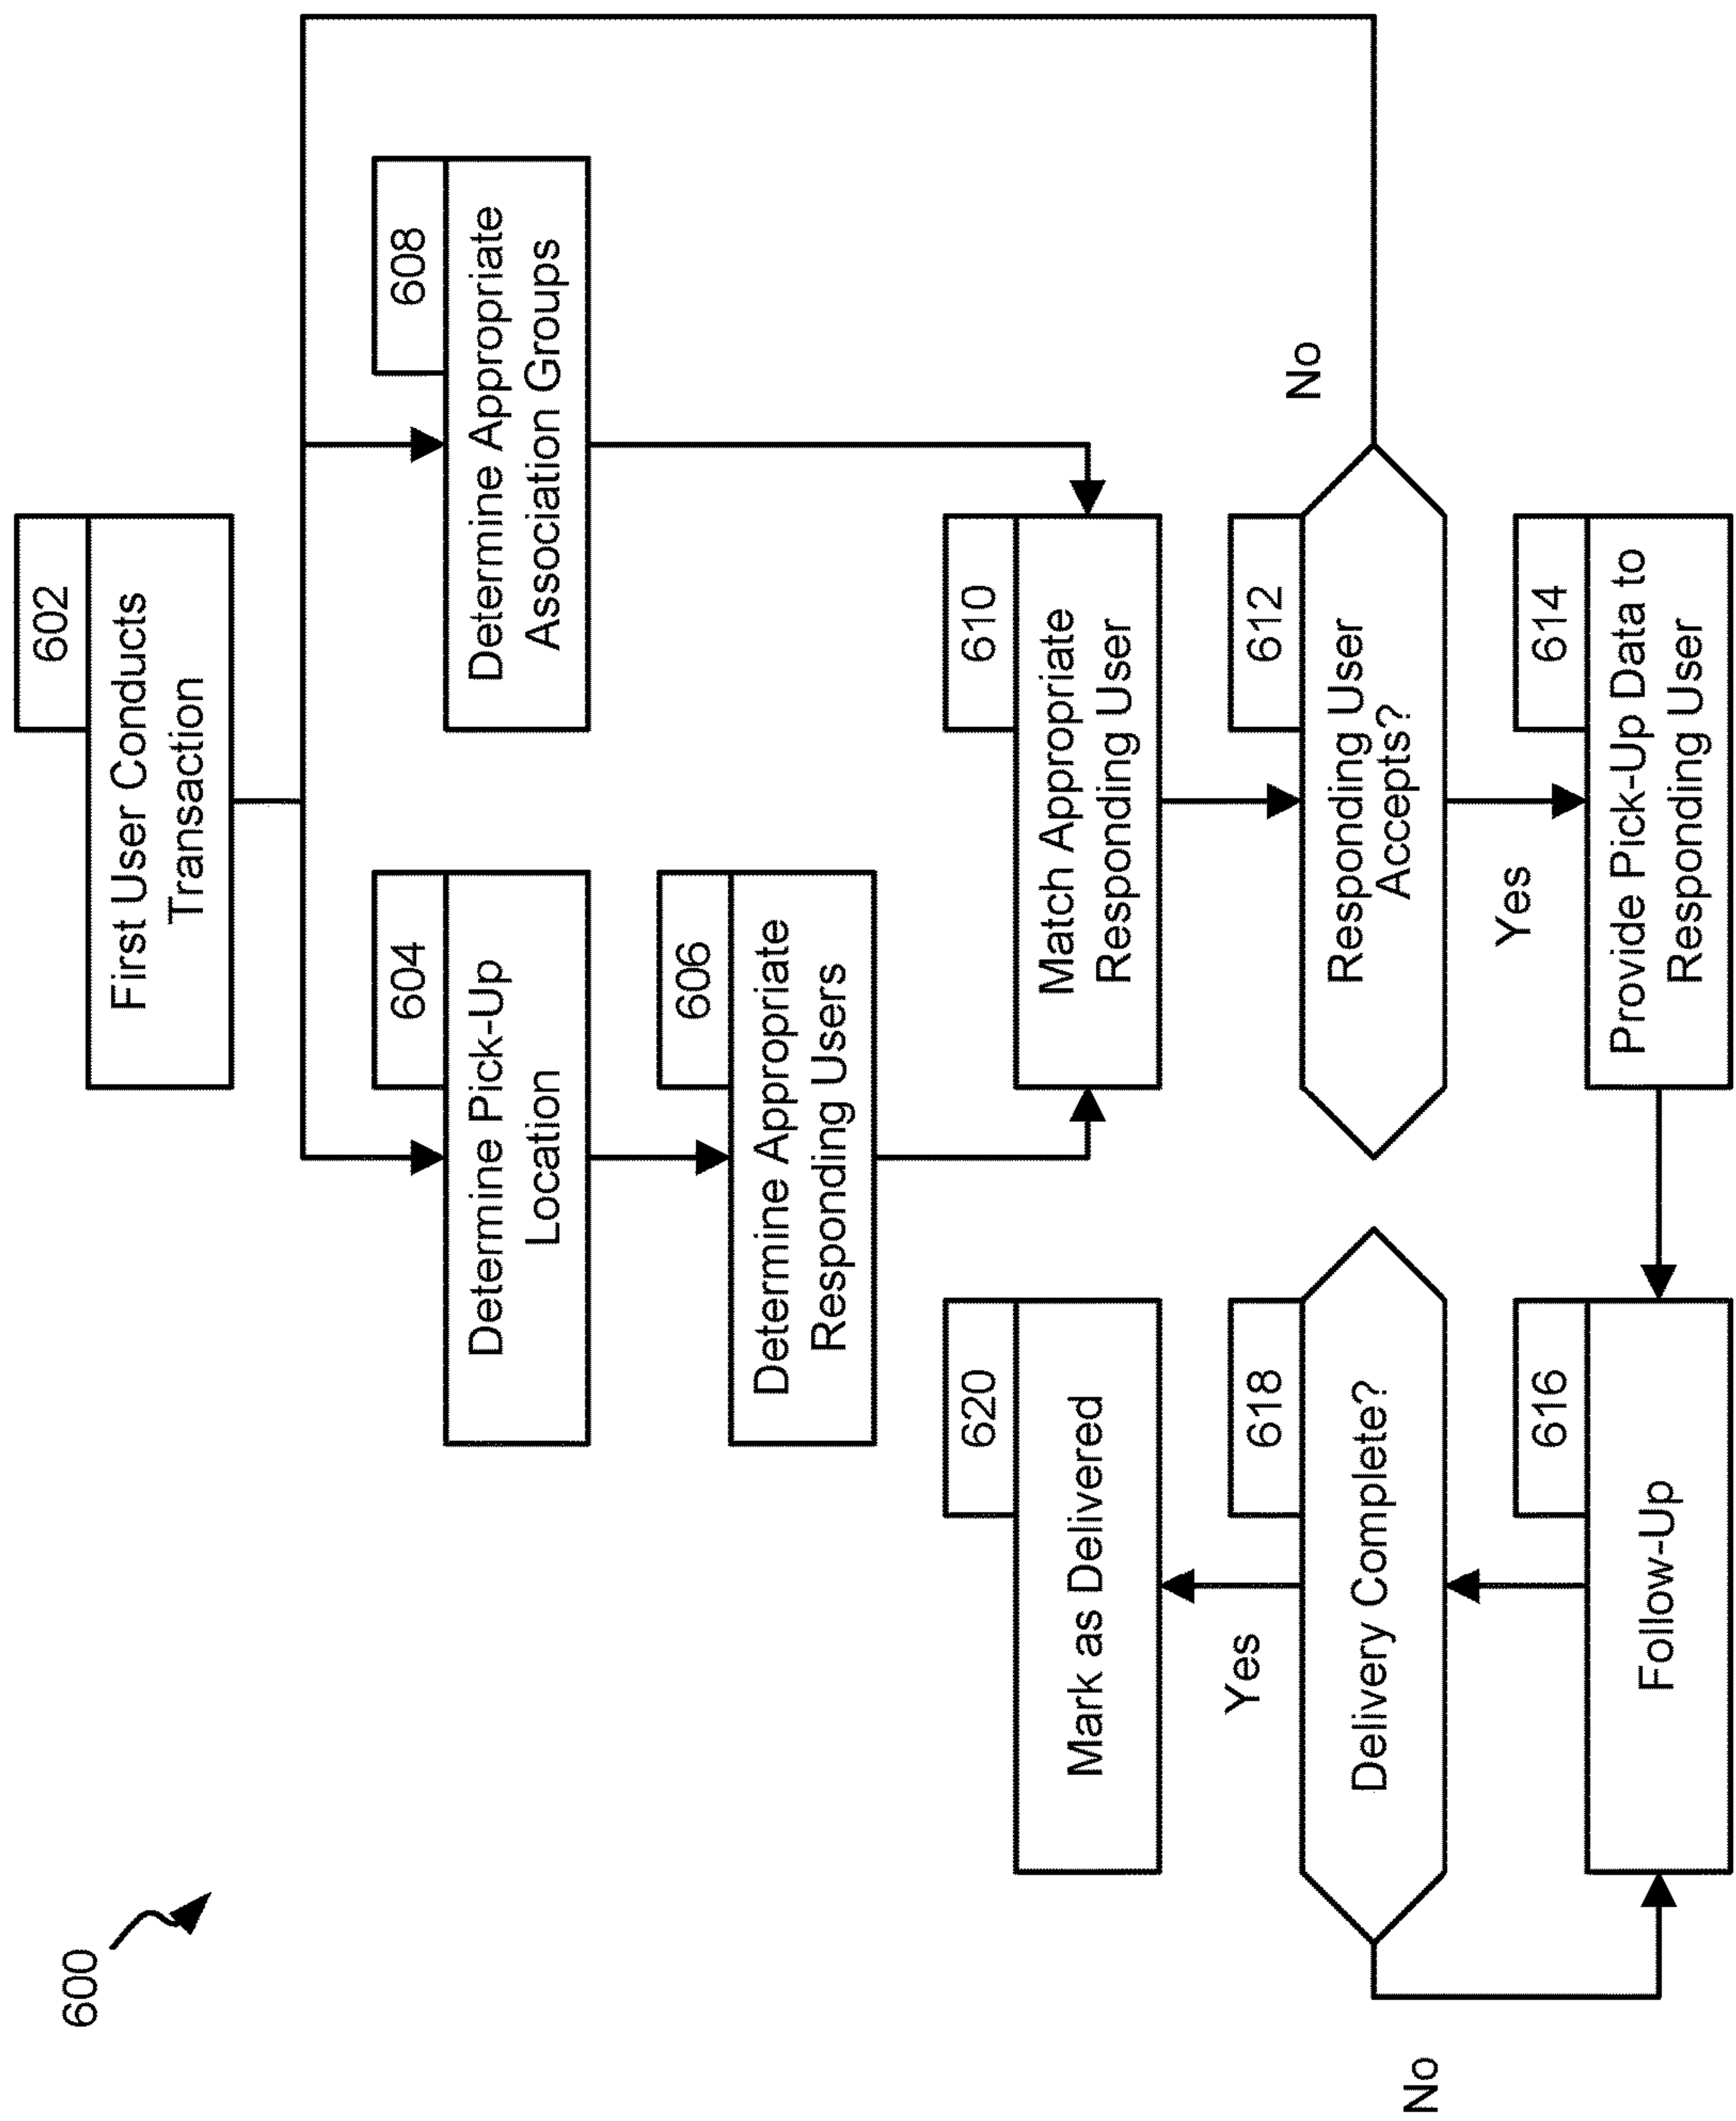 600
602
First User Conducts
Transaction
604
Determine Pick-Up
Location
608
Determine Appropriate
Association Groups
606
Determine Appropriate
Responding Users
610
Match Appropriate
Responding User
612
Responding User
Accepts?
No
Yes
614
Provide Pick-Up Data to
Responding User
616
Follow-Up
618
Delivery Complete?
No
Yes
620
Mark as Delivered